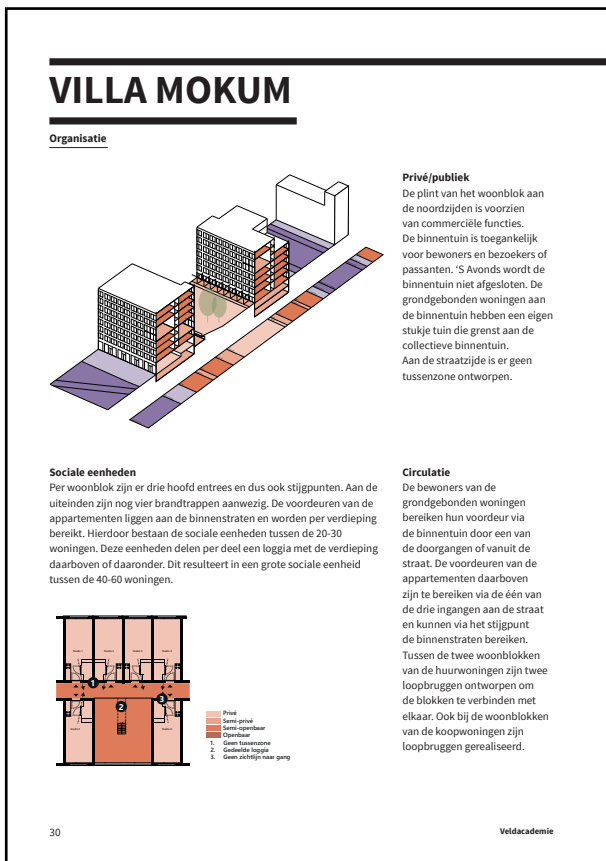 VILLA MOKUM
Organisatie
Privé/publiek
De plint van het woonblok aan
de noordzijden is voorzien
van commerciële functies.
De binnentuin is toegankelijk
voor bewoners en bezoekers of
passanten. ‘S Avonds wordt de
binnentuin niet afgesloten. De
grondgebonden woningen aan
de binnentuin hebben een eigen
stukje tuin die grenst aan de
collectieve binnentuin.
Aan de straatzijde is er geen
tussenzone ontworpen.
Sociale eenheden
Per woonblok zijn er drie hoofd entrees en dus ook stijgpunten. Aan de
uiteinden zijn nog vier brandtrappen aanwezig. De voordeuren van de
appartementen liggen aan de binnenstraten en worden per verdieping
bereikt. Hierdoor bestaan de sociale eenheden tussen de 20-30
woningen. Deze eenheden delen per deel een loggia met de verdieping
daarboven of daaronder. Dit resulteert in een grote sociale eenheid
tussen de 40-60 woningen.
Circulatie
De bewoners van de
grondgebonden woningen
bereiken hun voordeur via
de binnentuin door een van
de doorgangen of vanuit de
straat. De voordeuren van de
appartementen daarboven
zijn te bereiken via de één van
de drie ingangen aan de straat
en kunnen via het stijgpunt
de binnenstraten bereiken.
Tussen de twee woonblokken
van de huurwoningen zijn twee
loopbruggen ontworpen om
de blokken te verbinden met
elkaar. Ook bij de woonblokken
van de koopwoningen zijn
loopbruggen gerealiseerd.
1
2
3
Privé
Semi-privé
Semi-openbaar
Openbaar
1. Geen tussenzone
2. Gedeelde loggia
3. Geen zichtlijn naar gang
30
Veldacademie